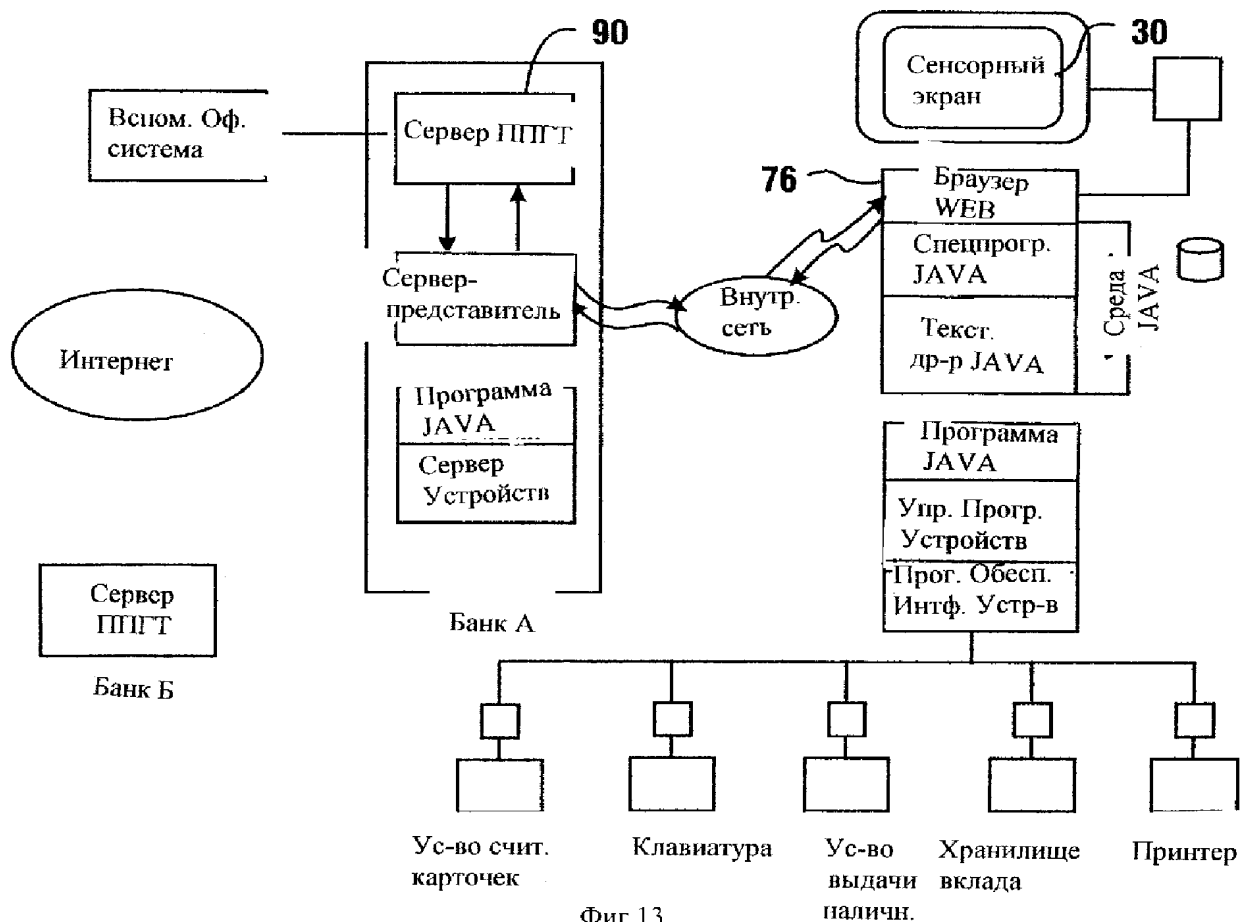 90
30
Сенсорный
экран
Вспом. Оф.
система
Сервер ППГТ
76
Браузер
WEB
Спецпрогр.
JAVA
Среда
JAVA
Сервер-
представитель
Внутр.
сеть
Текст.
др-р JAVA
Интернет
Программа
JAVA
Сервер
Устройств
Программа
JAVA
Упр. Прогр.
Устройств
Прог. Обесп.
Интф. Устр-в
Сервер
ППГТ
Банк А
Банк Б
Ус-во счит.
карточек
Клавиатура
Ус-во
выдачи
наличн.
Хранилище
вклада
Принтер
Фиг 13